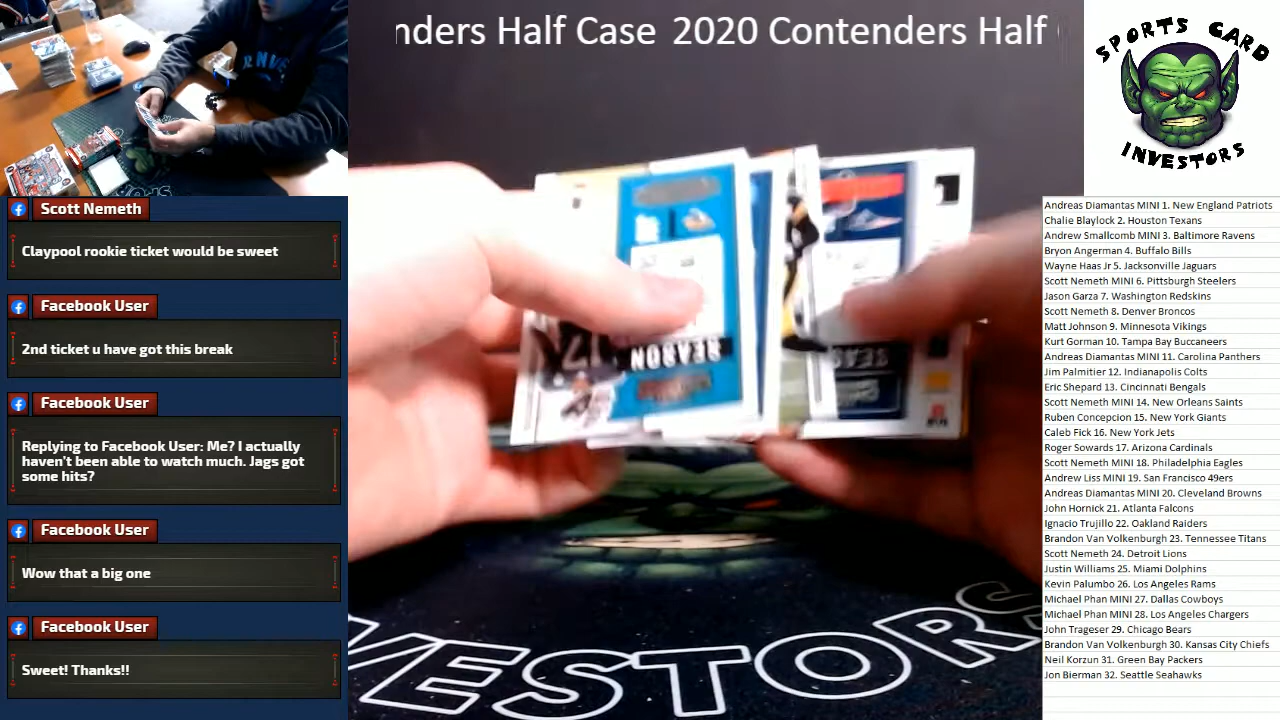 nders Half Case 2020 Contenders Half
SPORTS CARD
INVESTORS
Scott Nemeth
Claypool rookie ticket would be sweet
Facebook User
2nd ticket u have got this break
Facebook User
Replying to Facebook User: Me? I actually
haven't been able to watch much. Jags got
some hits?
Facebook User
Wow that a big one
Facebook User
Sweet! Thanks!!
SEASON
SEAS
VESTORS
Andreas Diamantas MINI 1. New England Patriots
Chalie Blaylock 2. Houston Texans
Andrew Smallcomb MINI 3. Baltimore Ravens
Bryon Angerman 4. Buffalo Bills
Wayne Haas Jr 5. Jacksonville Jaguars
Scott Nemeth MINI 6. Pittsburgh Steelers
Jason Garza 7. Washington Redskins
Scott Nemeth 8. Denver Broncos
Matt Johnson 9. Minnesota Vikings
Kurt Gorman 10. Tampa Bay Buccaneers
Andreas Diamantas MINI 11. Carolina Panthers
Jim Palmitier 12. Indianapolis Colts
Eric Shepard 13. Cincinnati Bengals
Scott Nemeth MINI 14. New Orleans Saints
Ruben Concepcion 15. New York Giants
Caleb Fick 16. New York Jets
Roger Sowards 17. Arizona Cardinals
Scott Nemeth MINI 18. Philadelphia Eagles
Andrew Liss MINI 19. San Francisco 49ers
Andreas Diamantas MINI 20. Cleveland Browns
John Hornick 21. Atlanta Falcons
Ignacio Trujillo 22. Oakland Raiders
Brandon Van Volkenburgh 23. Tennessee Titans
Scott Nemeth 24. Detroit Lions
Justin Williams 25. Miami Dolphins
Kevin Palumbo 26. Los Angeles Rams
Michael Phan MINI 27. Dallas Cowboys
Michael Phan MINI 28. Los Angeles Chargers
John Trageser 29. Chicago Bears
Brandon Van Volkenburgh 30. Kansas City Chiefs
Neil Korzun 31. Green Bay Packers
Jon Bierman 32. Seattle Seahawks